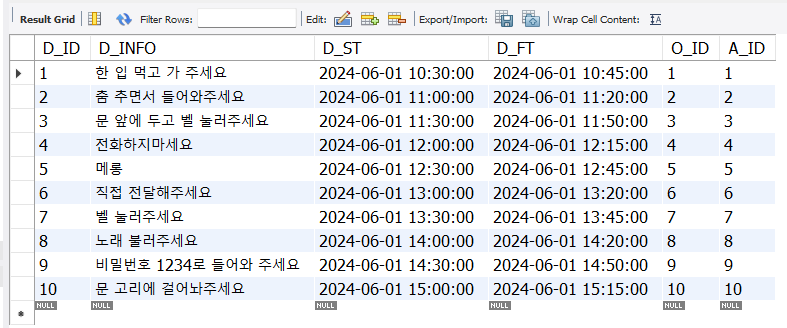 Result Grid Filter Rows: Edit: Export/Import: Wrap Cell Content:
D_ID D_INFO D_ST D_FT O_ID A_ID
1 한 입 먹고 가 주세요 2024-06-01 10:30:00 2024-06-01 10:45:00 1 1
2 춤 추면서 들어와주세요 2024-06-01 11:00:00 2024-06-01 11:20:00 2 2
3 문 앞에 두고 벨 눌러주세요 2024-06-01 11:30:00 2024-06-01 11:50:00 3 3
4 전화하지마세요 2024-06-01 12:00:00 2024-06-01 12:15:00 4 4
5 메롱 2024-06-01 12:30:00 2024-06-01 12:45:00 5 5
6 직접 전달해주세요 2024-06-01 13:00:00 2024-06-01 13:20:00 6 6
7 벨 눌러주세요 2024-06-01 13:30:00 2024-06-01 13:45:00 7 7
8 노래 불러주세요 2024-06-01 14:00:00 2024-06-01 14:20:00 8 8
9 비밀번호 1234로 들어와 주세요 2024-06-01 14:30:00 2024-06-01 14:50:00 9 9
10 문 고리에 걸어놔주세요 2024-06-01 15:00:00 2024-06-01 15:15:00 10 10
NULL NULL NULL NULL NULL NULL